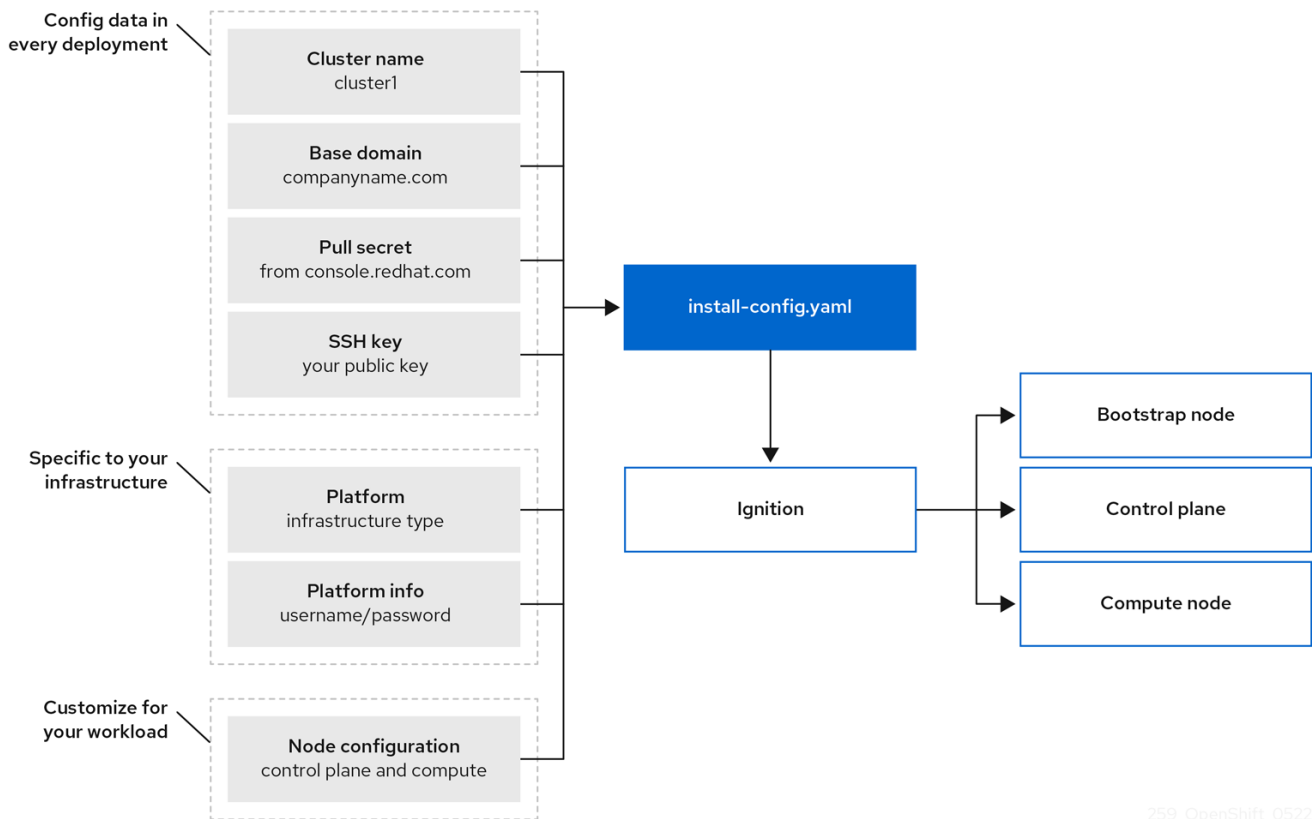 Config data in
every deployment
Cluster name
cluster1
Base domain
companyname.com
Pull secret
from console.redhat.com
SSH key
your public key
Specific to your
infrastructure
Platform
infrastructure type
Platform info
username/password
Customize for
your workload
Node configuration
control plane and compute
install-config.yaml
Ignition
Bootstrap node
Control plane
Compute node
259_OpenShift_0522